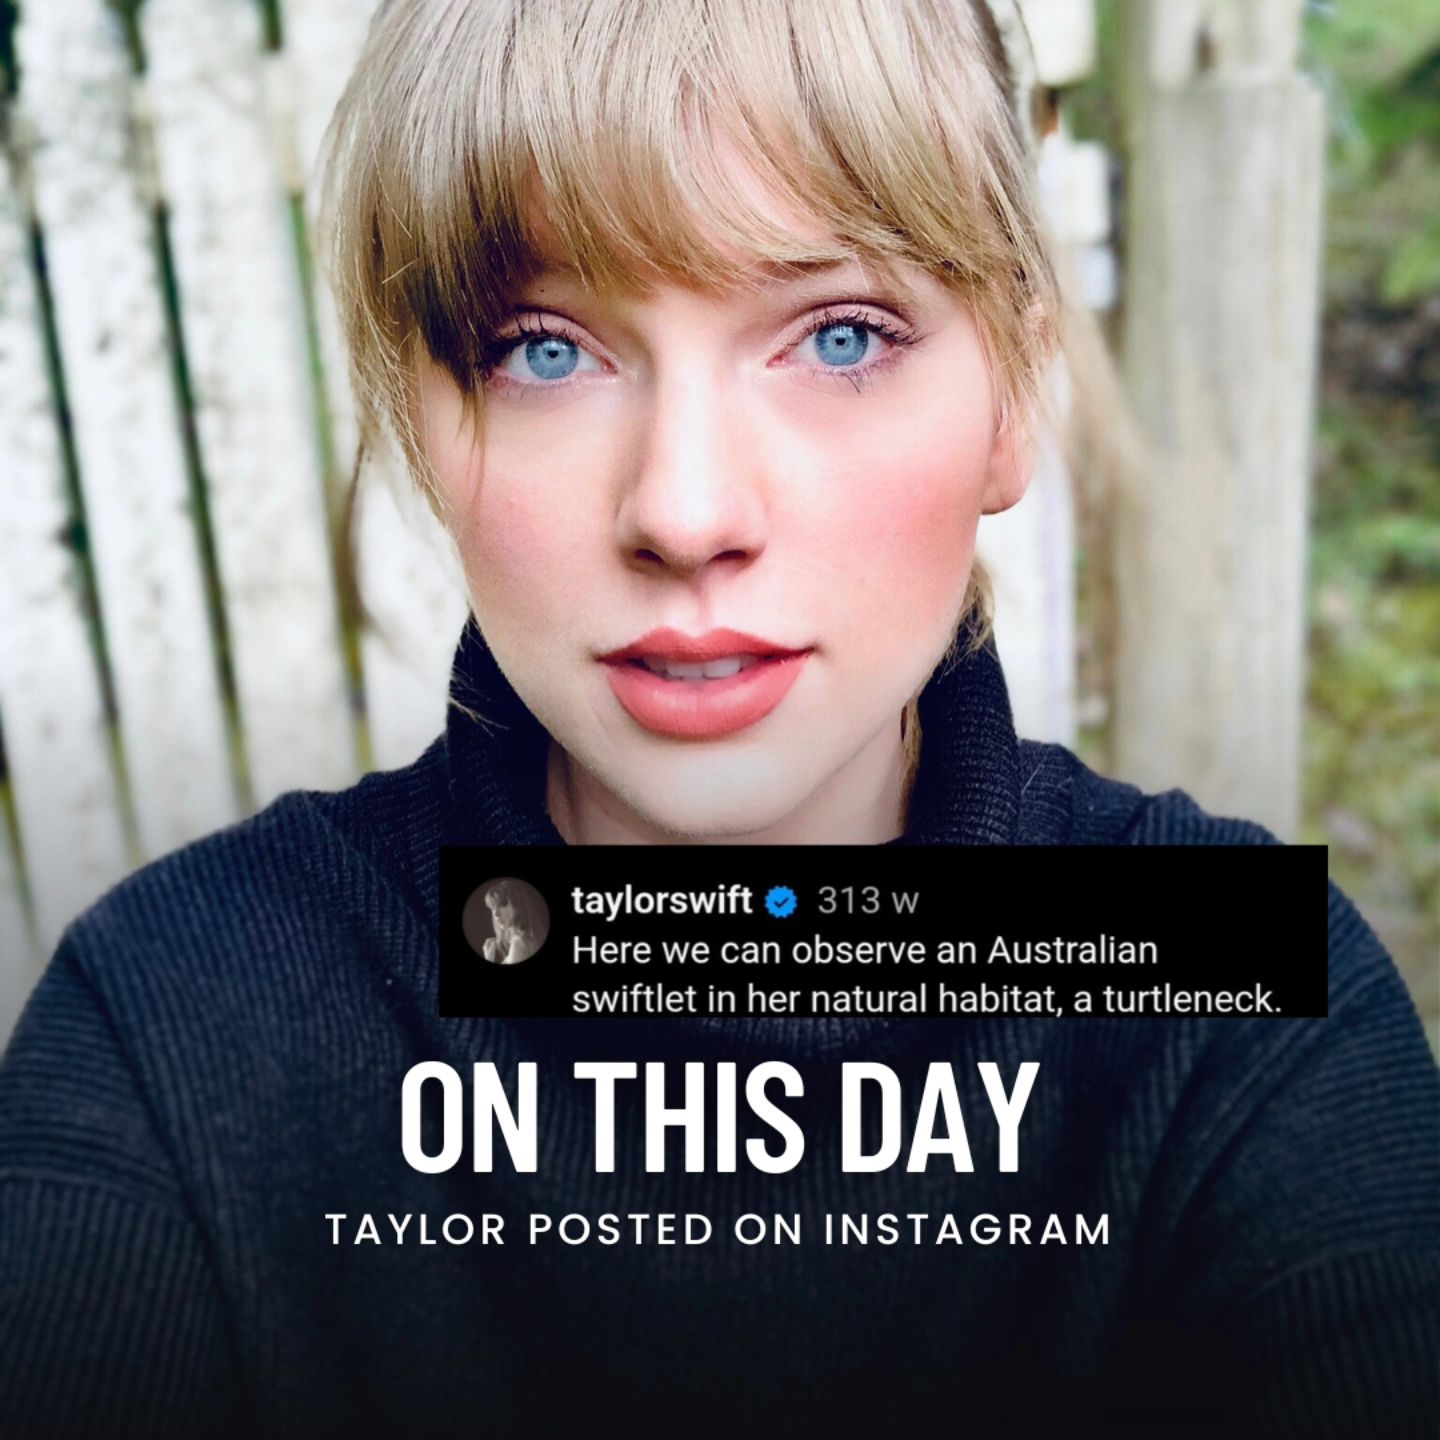 taylorswift 313 w
Here we can observe an Australian
swiftlet in her natural habitat, a turtleneck.
ON THIS DAY
TAYLOR POSTED ON INSTAGRAM